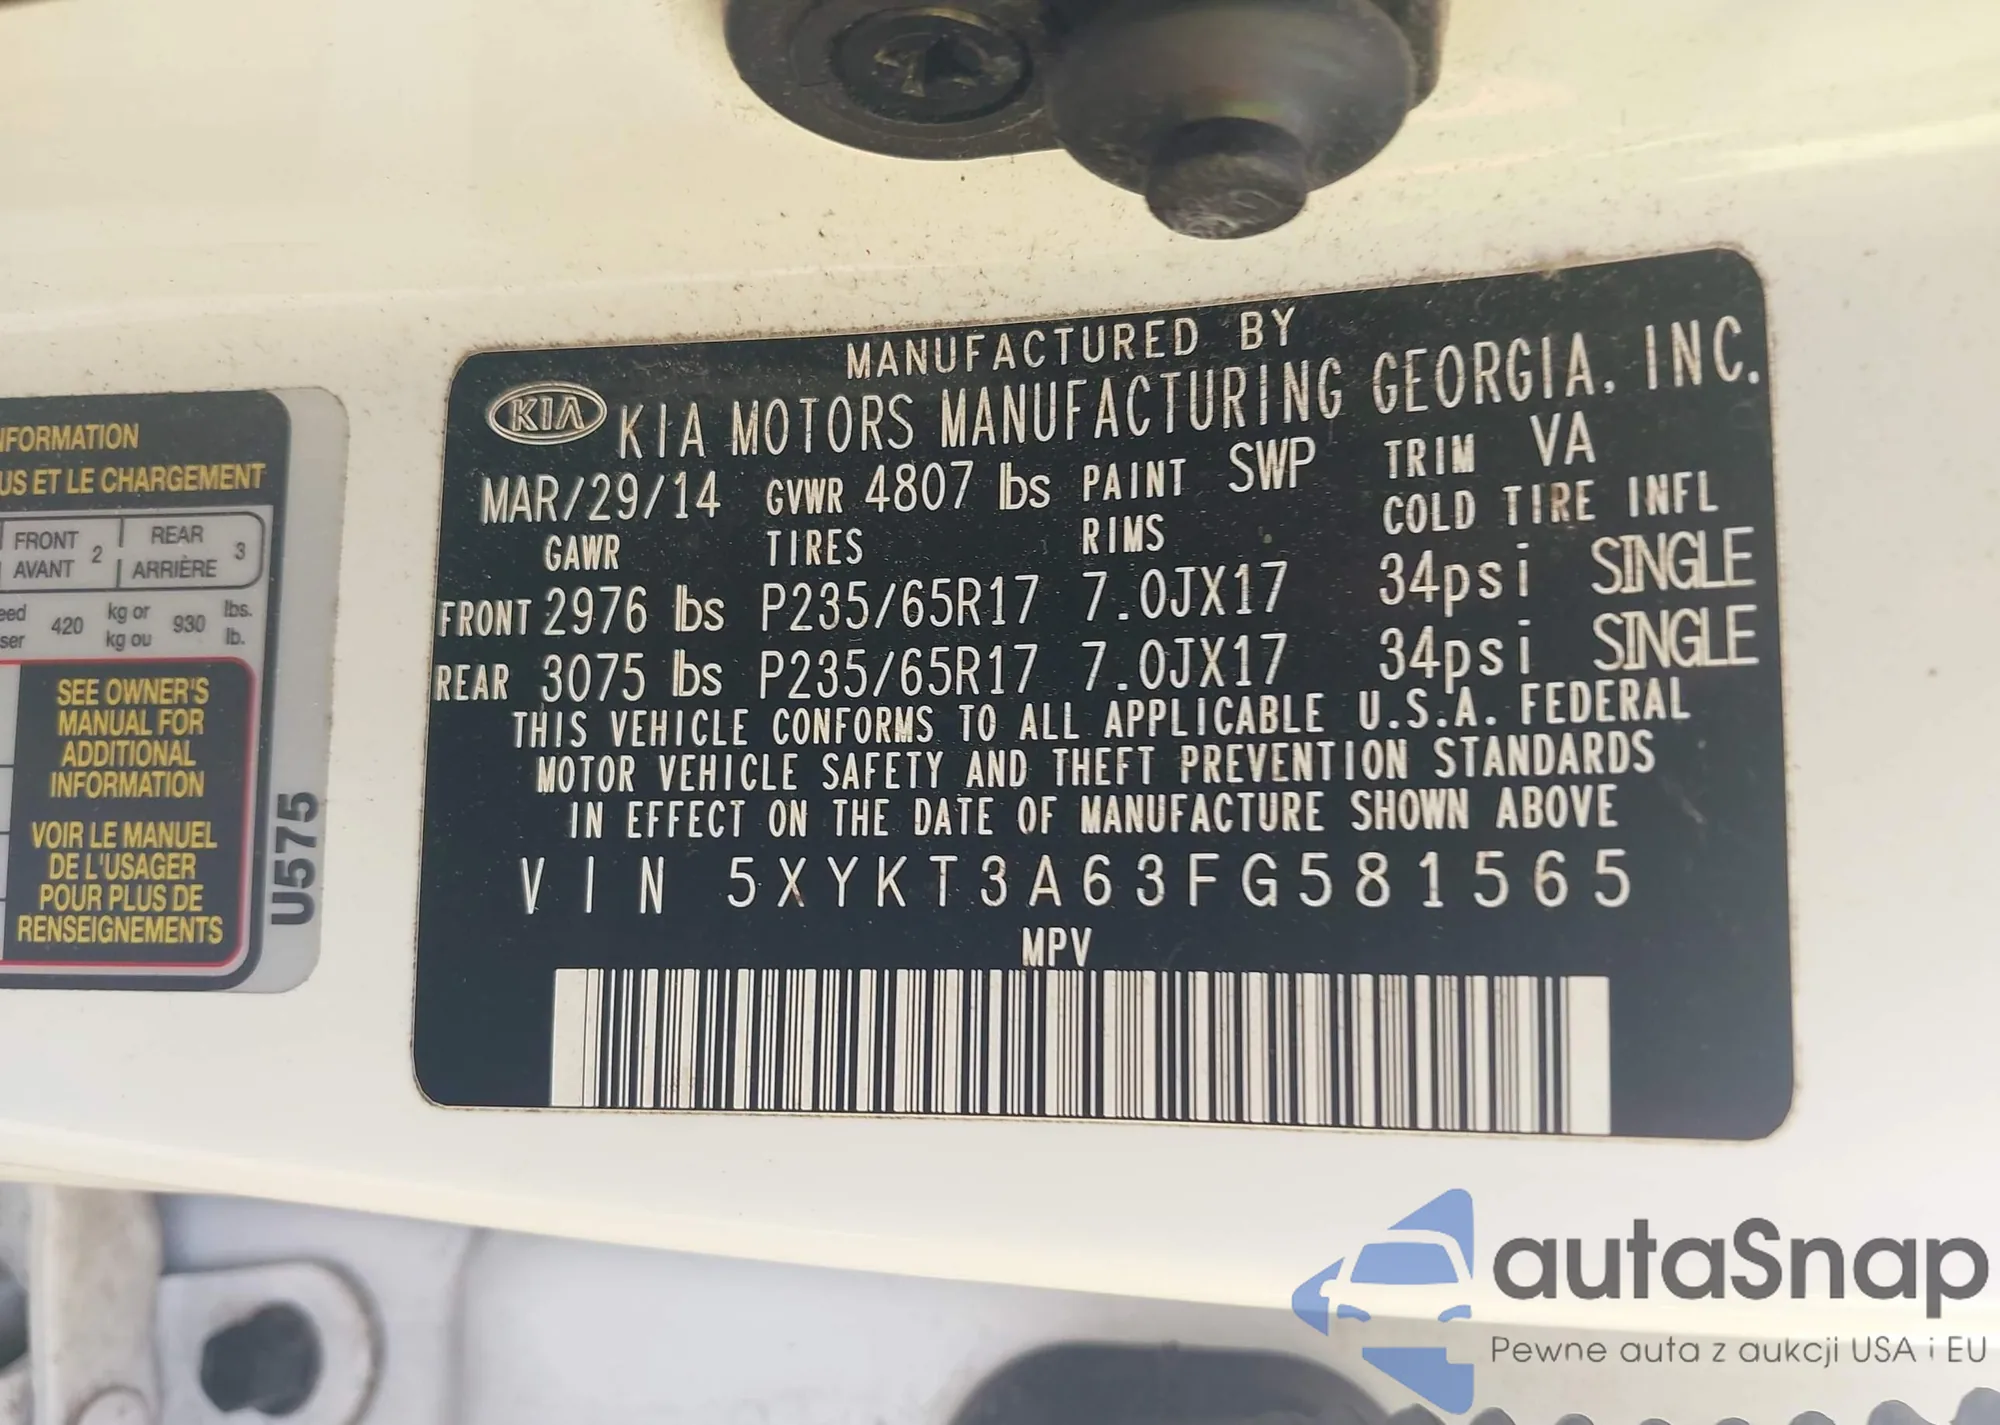 NFORMATION
US ET LE CHARGEMENT
FRONT 2 REAR 3
AVANT ARRIÈRE
eed 420 kg or 930 lbs.
ser kg ou lb.
SEE OWNER'S
MANUAL FOR
ADDITIONAL
INFORMATION
VOIR LE MANUEL
DE L'USAGER
POUR PLUS DE
RENSEIGNEMENTS
U575
MANUFACTURED BY
KIA KIA MOTORS MANUFACTURING GEORGIA, INC.
MAR/29/14 GVWR 4807 lbs PAINT SWP TRIM VA
GAWR TIRES RIMS COLD TIRE INFL
FRONT 2976 lbs P235/65R17 7.0JX17 34psi SINGLE
REAR 3075 lbs P235/65R17 7.0JX17 34psi SINGLE
THIS VEHICLE CONFORMS TO ALL APPLICABLE U.S.A. FEDERAL
MOTOR VEHICLE SAFETY AND THEFT PREVENTION STANDARDS
IN EFFECT ON THE DATE OF MANUFACTURE SHOWN ABOVE
VIN 5XYKT3A63FG581565
MPV
autaSnap
Pewne auta z aukcji USA i EU